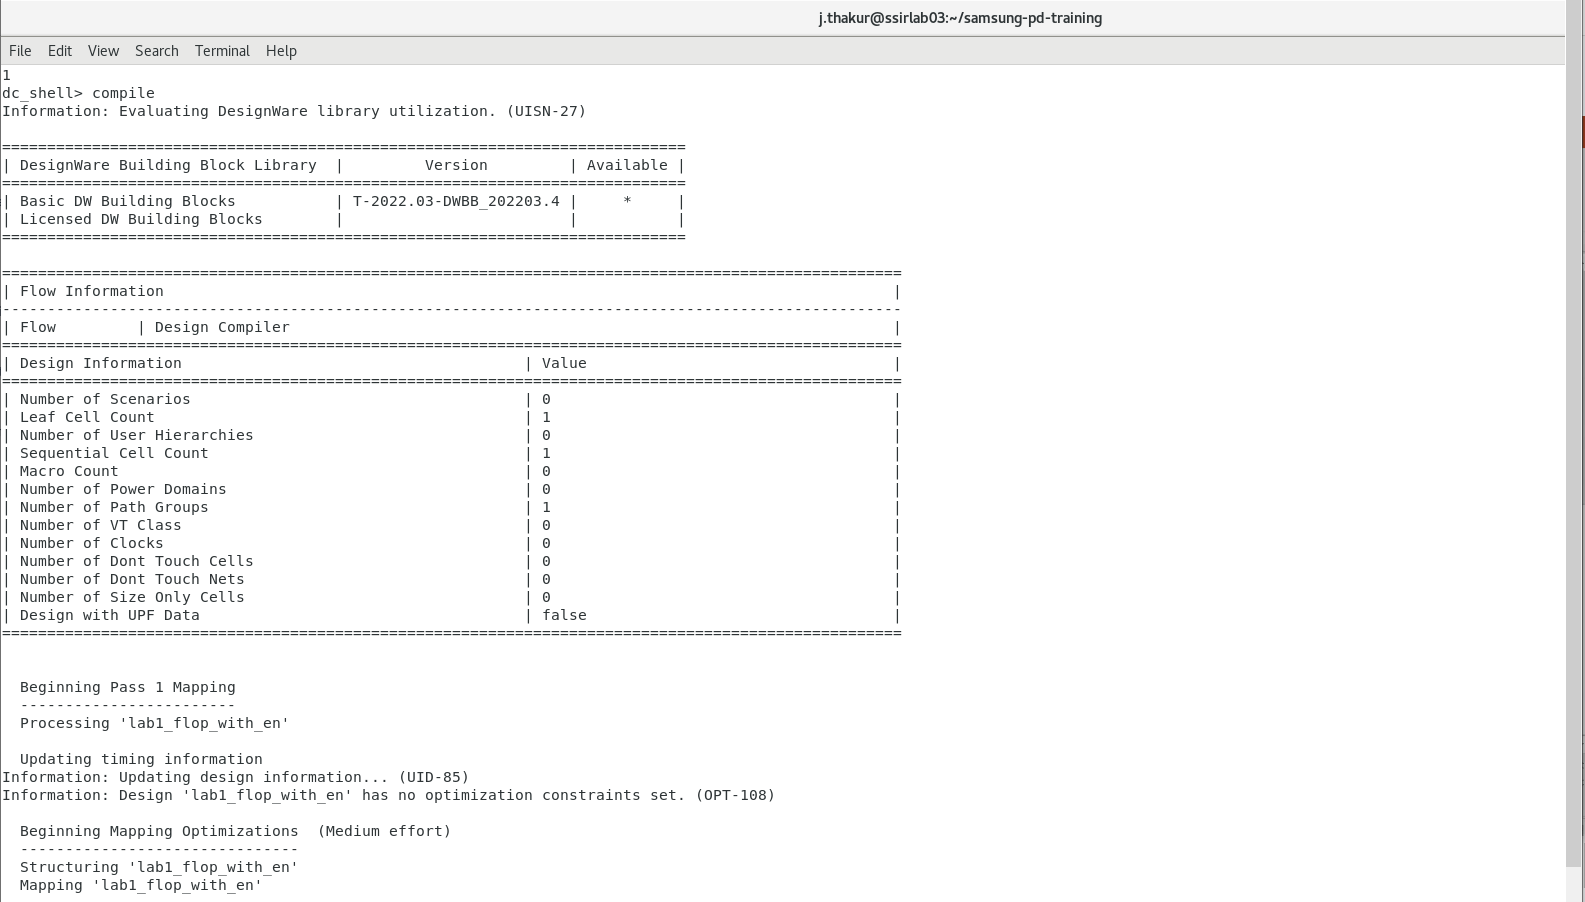 j.thakur@ssirlab03:~/samsung-pd-training
File Edit View Search Terminal Help
1
dc_shell> compile
Information: Evaluating DesignWare library utilization. (UISN-27)
============================================================================
| DesignWare Building Block Library  |         Version         | Available |
============================================================================
| Basic DW Building Blocks           | T-2022.03-DWBB_202203.4 |     *     |
| Licensed DW Building Blocks        |                         |           |
============================================================================
====================================================================================================
| Flow Information                                                                                 |
----------------------------------------------------------------------------------------------------
| Flow         | Design Compiler                                                                   |
====================================================================================================
| Design Information                                      | Value                                  |
====================================================================================================
| Number of Scenarios                                     | 0                                      |
| Leaf Cell Count                                         | 1                                      |
| Number of User Hierarchies                              | 0                                      |
| Sequential Cell Count                                   | 1                                      |
| Macro Count                                             | 0                                      |
| Number of Power Domains                                 | 0                                      |
| Number of Path Groups                                   | 1                                      |
| Number of VT Class                                      | 0                                      |
| Number of Clocks                                        | 0                                      |
| Number of Dont Touch Cells                              | 0                                      |
| Number of Dont Touch Nets                               | 0                                      |
| Number of Size Only Cells                               | 0                                      |
| Design with UPF Data                                    | false                                  |
====================================================================================================
  Beginning Pass 1 Mapping
  ------------------------
  Processing 'lab1_flop_with_en'
  Updating timing information
Information: Updating design information... (UID-85)
Information: Design 'lab1_flop_with_en' has no optimization constraints set. (OPT-108)
  Beginning Mapping Optimizations  (Medium effort)
  -------------------------------
  Structuring 'lab1_flop_with_en'
  Mapping 'lab1_flop_with_en'